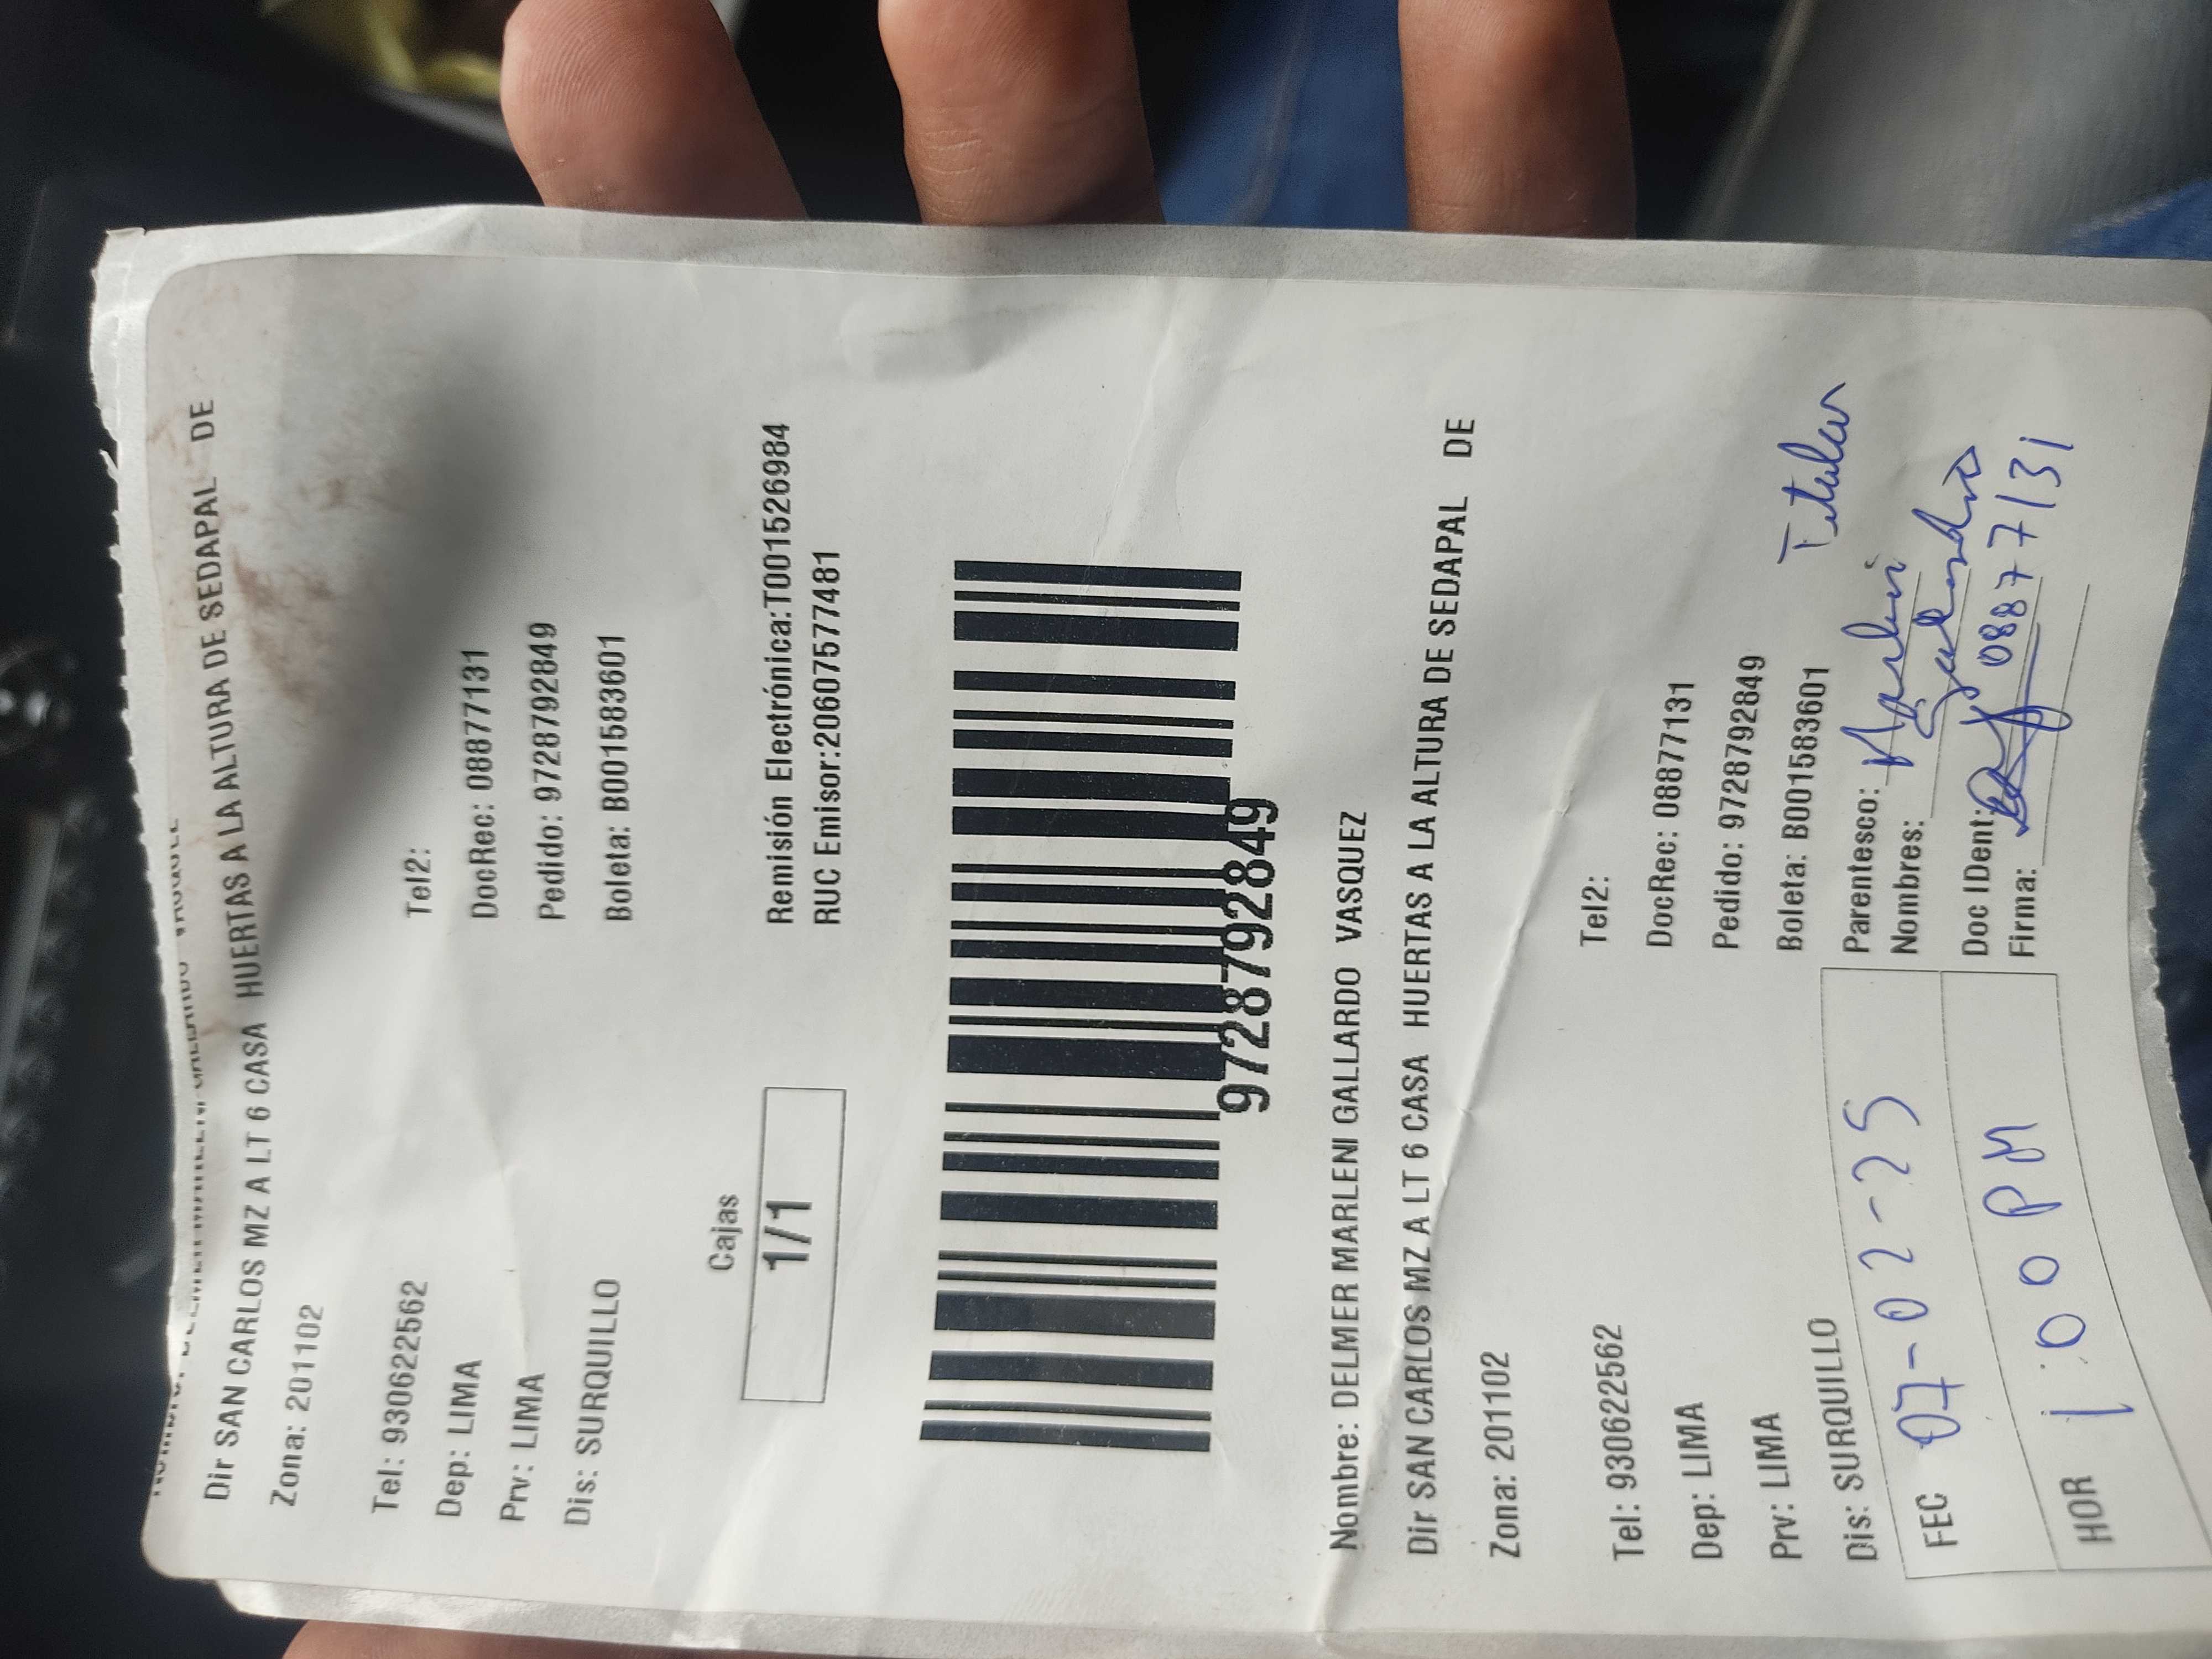 Dir SAN CARLOS MZ A LT 6 CASA HUERTAS A LA ALTURA DE SEDAPAL DE
Zona: 201102
Tel: 930622562 Tel2:
Dep: LIMA DocRec: 08877131
Prv: LIMA Pedido: 9728792849
Dis: SURQUILLO Boleta: B001583601
Cajas
1/1
Remisión Electrónica:T001526984
RUC Emisor:20607577481
9728792849
Nombre: DELMER MARLENI GALLARDO VASQUEZ
Dir SAN CARLOS MZ A LT 6 CASA HUERTAS A LA ALTURA DE SEDAPAL DE
Zona: 201102
Tel: 930622562 Tel2:
Dep: LIMA DocRec: 08877131
Prv: LIMA Pedido: 9728792849
Dis: SURQUILLO Boleta: B001583601
Titular
FEC 07-02-25
HOR 1:00 PM
Parentesco:
Nombres: Marleni
Gallardo
Doc IDent: 08877131
Firma: